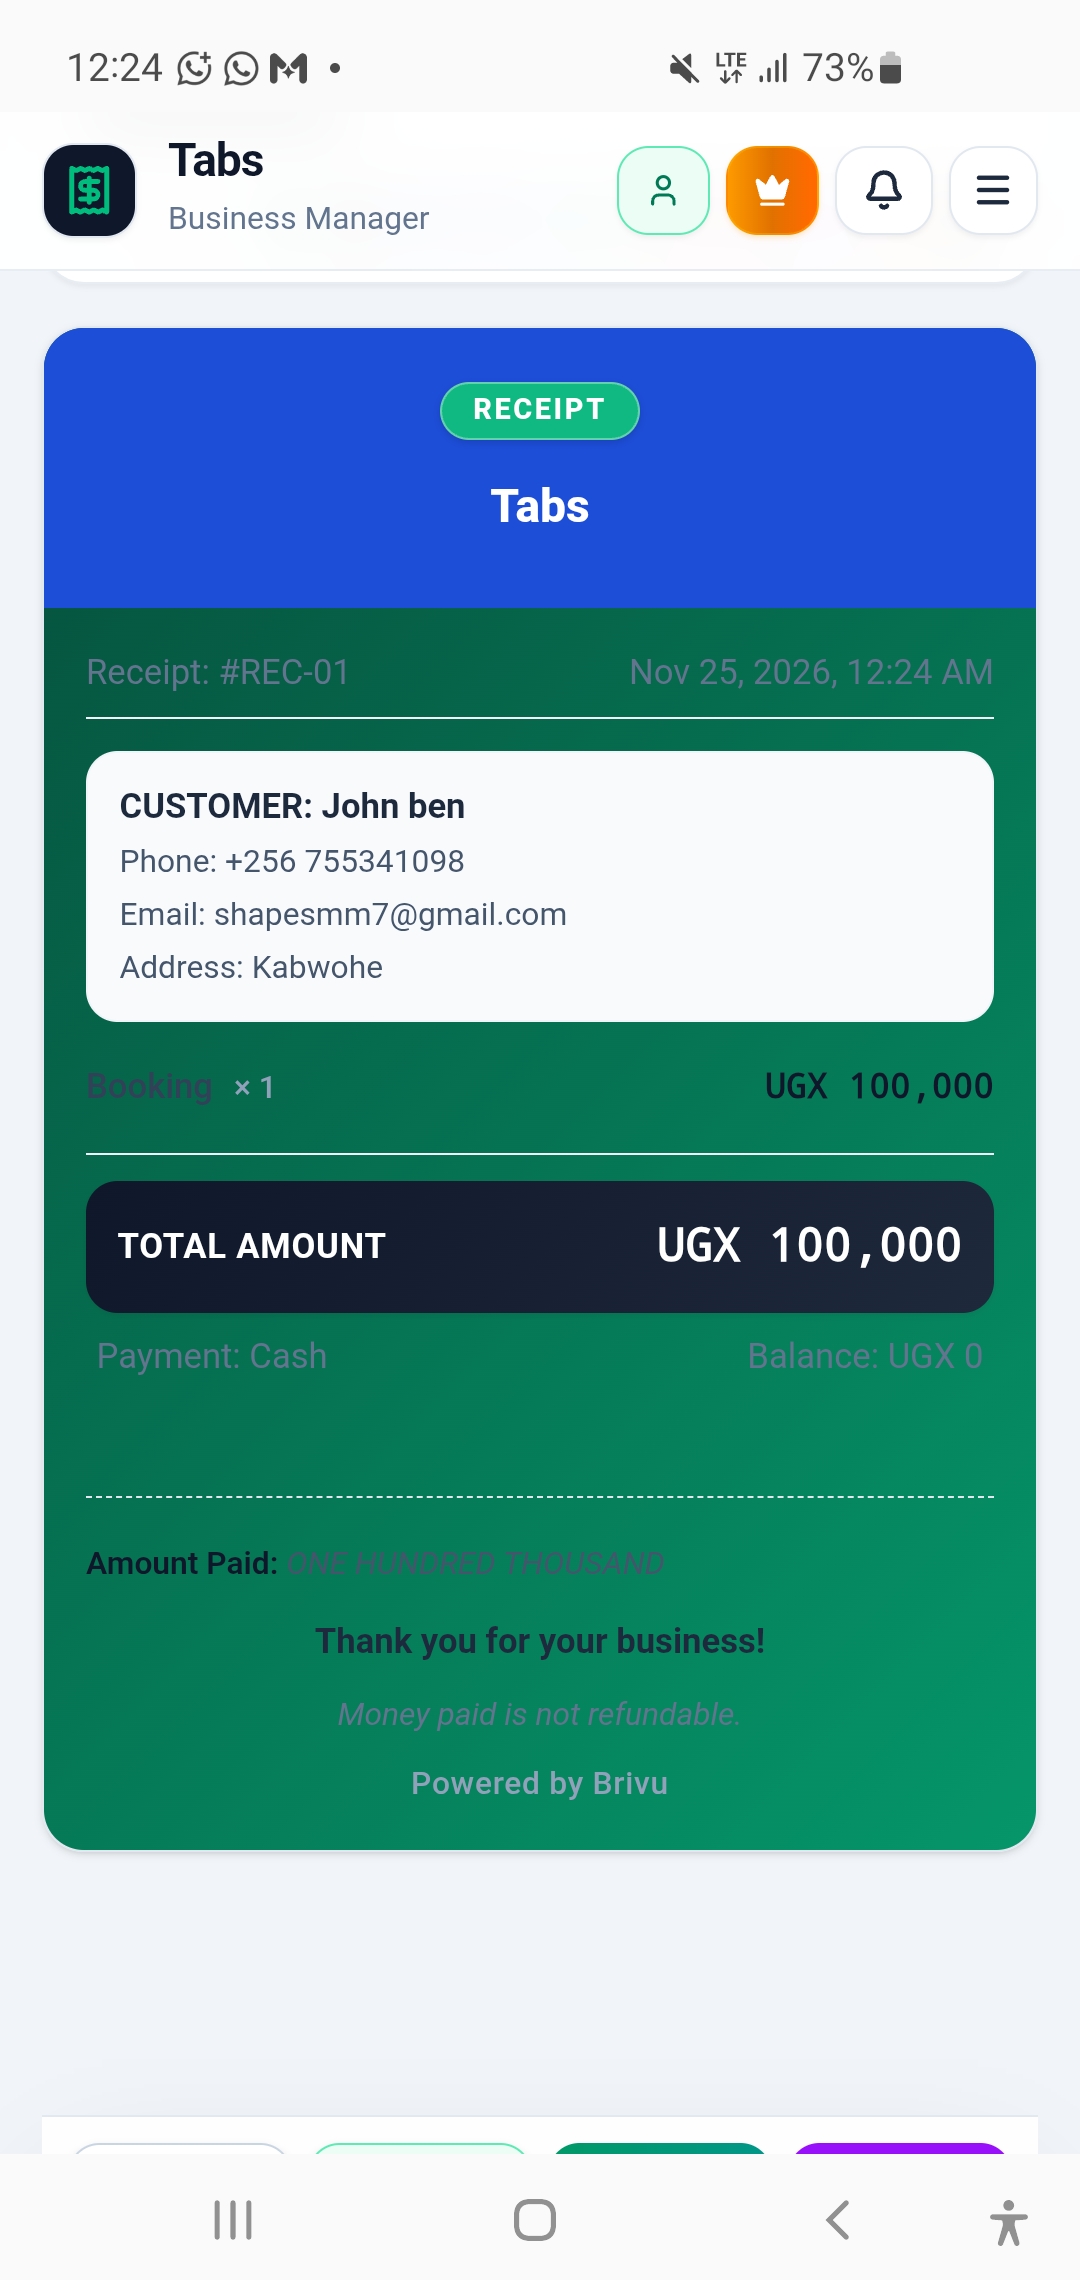 12:24
LTE
73%
Tabs
Business Manager
RECEIPT
Tabs
Receipt: #REC-01
Nov 25, 2026, 12:24 AM
CUSTOMER: John ben
Phone: +256 755341098
Email: shapesmm7@gmail.com
Address: Kabwohe
Booking × 1
UGX 100,000
TOTAL AMOUNT
UGX 100,000
Payment: Cash
Balance: UGX 0
Amount Paid: ONE HUNDRED THOUSAND
Thank you for your business!
Money paid is not refundable.
Powered by Brivu